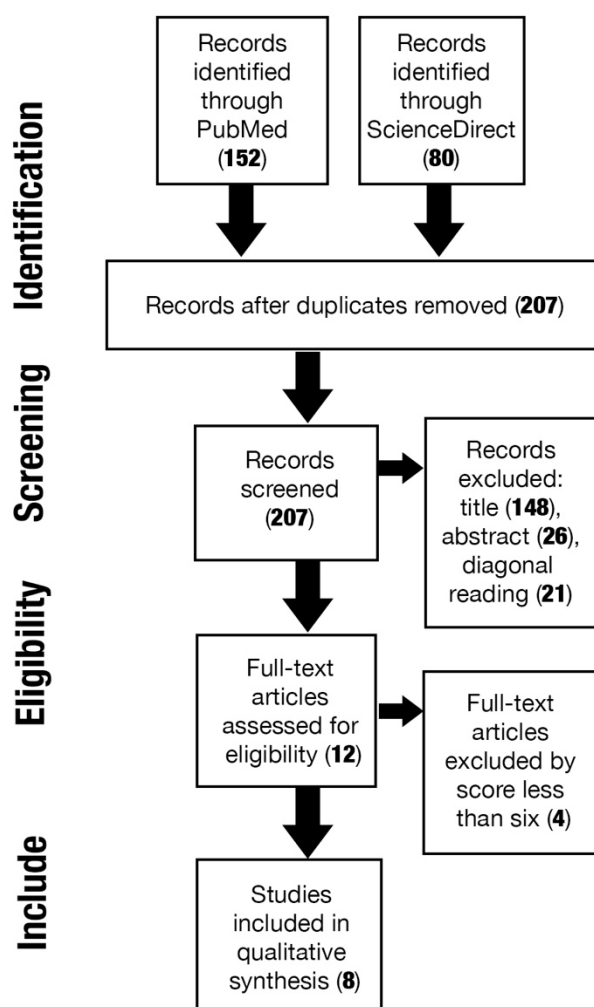 Identification
Records
identified
through
PubMed
(152)
Records
identified
through
ScienceDirect
(80)
Records after duplicates removed (207)
Screening
Records
screened
(207)
Records
excluded:
title (148),
abstract (26),
diagonal
reading (21)
Eligibility
Full-text
articles
assessed for
eligibility (12)
Full-text
articles
excluded by
score less
than six (4)
Include
Studies
included in
qualitative
synthesis (8)